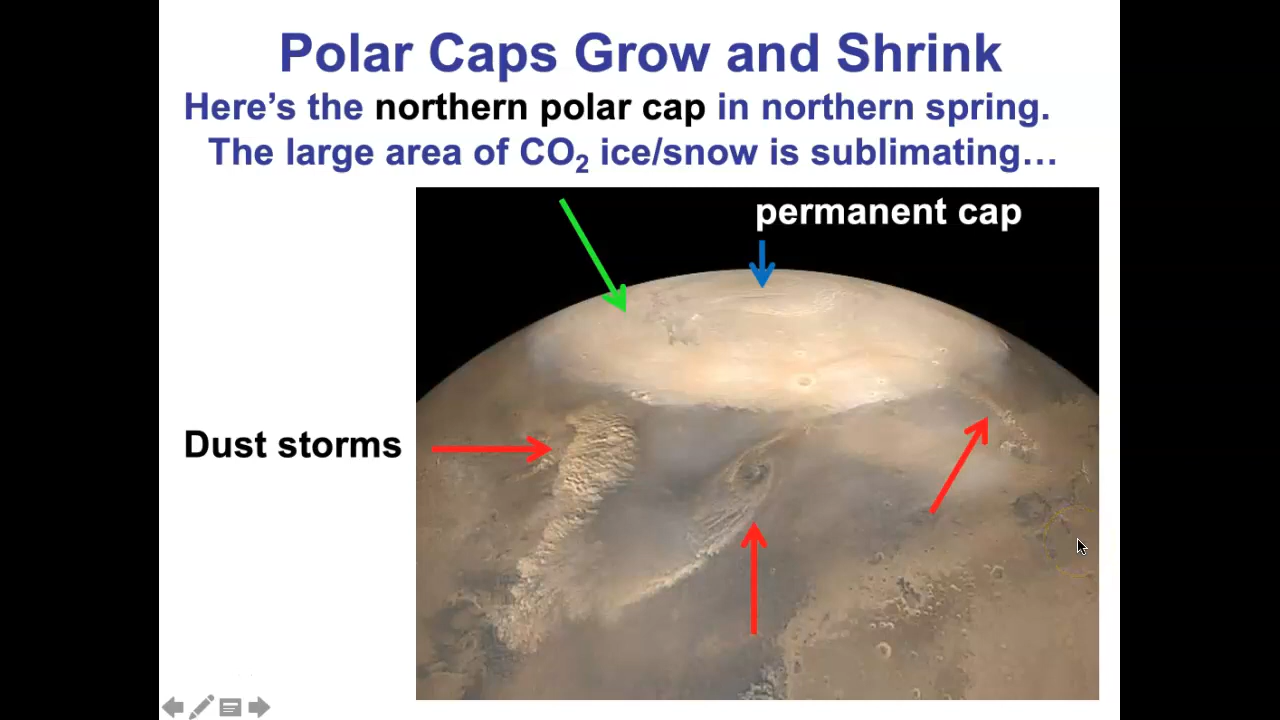 Polar Caps Grow and Shrink
Here’s the northern polar cap in northern spring.
The large area of CO₂ ice/snow is sublimating…
permanent cap
Dust storms